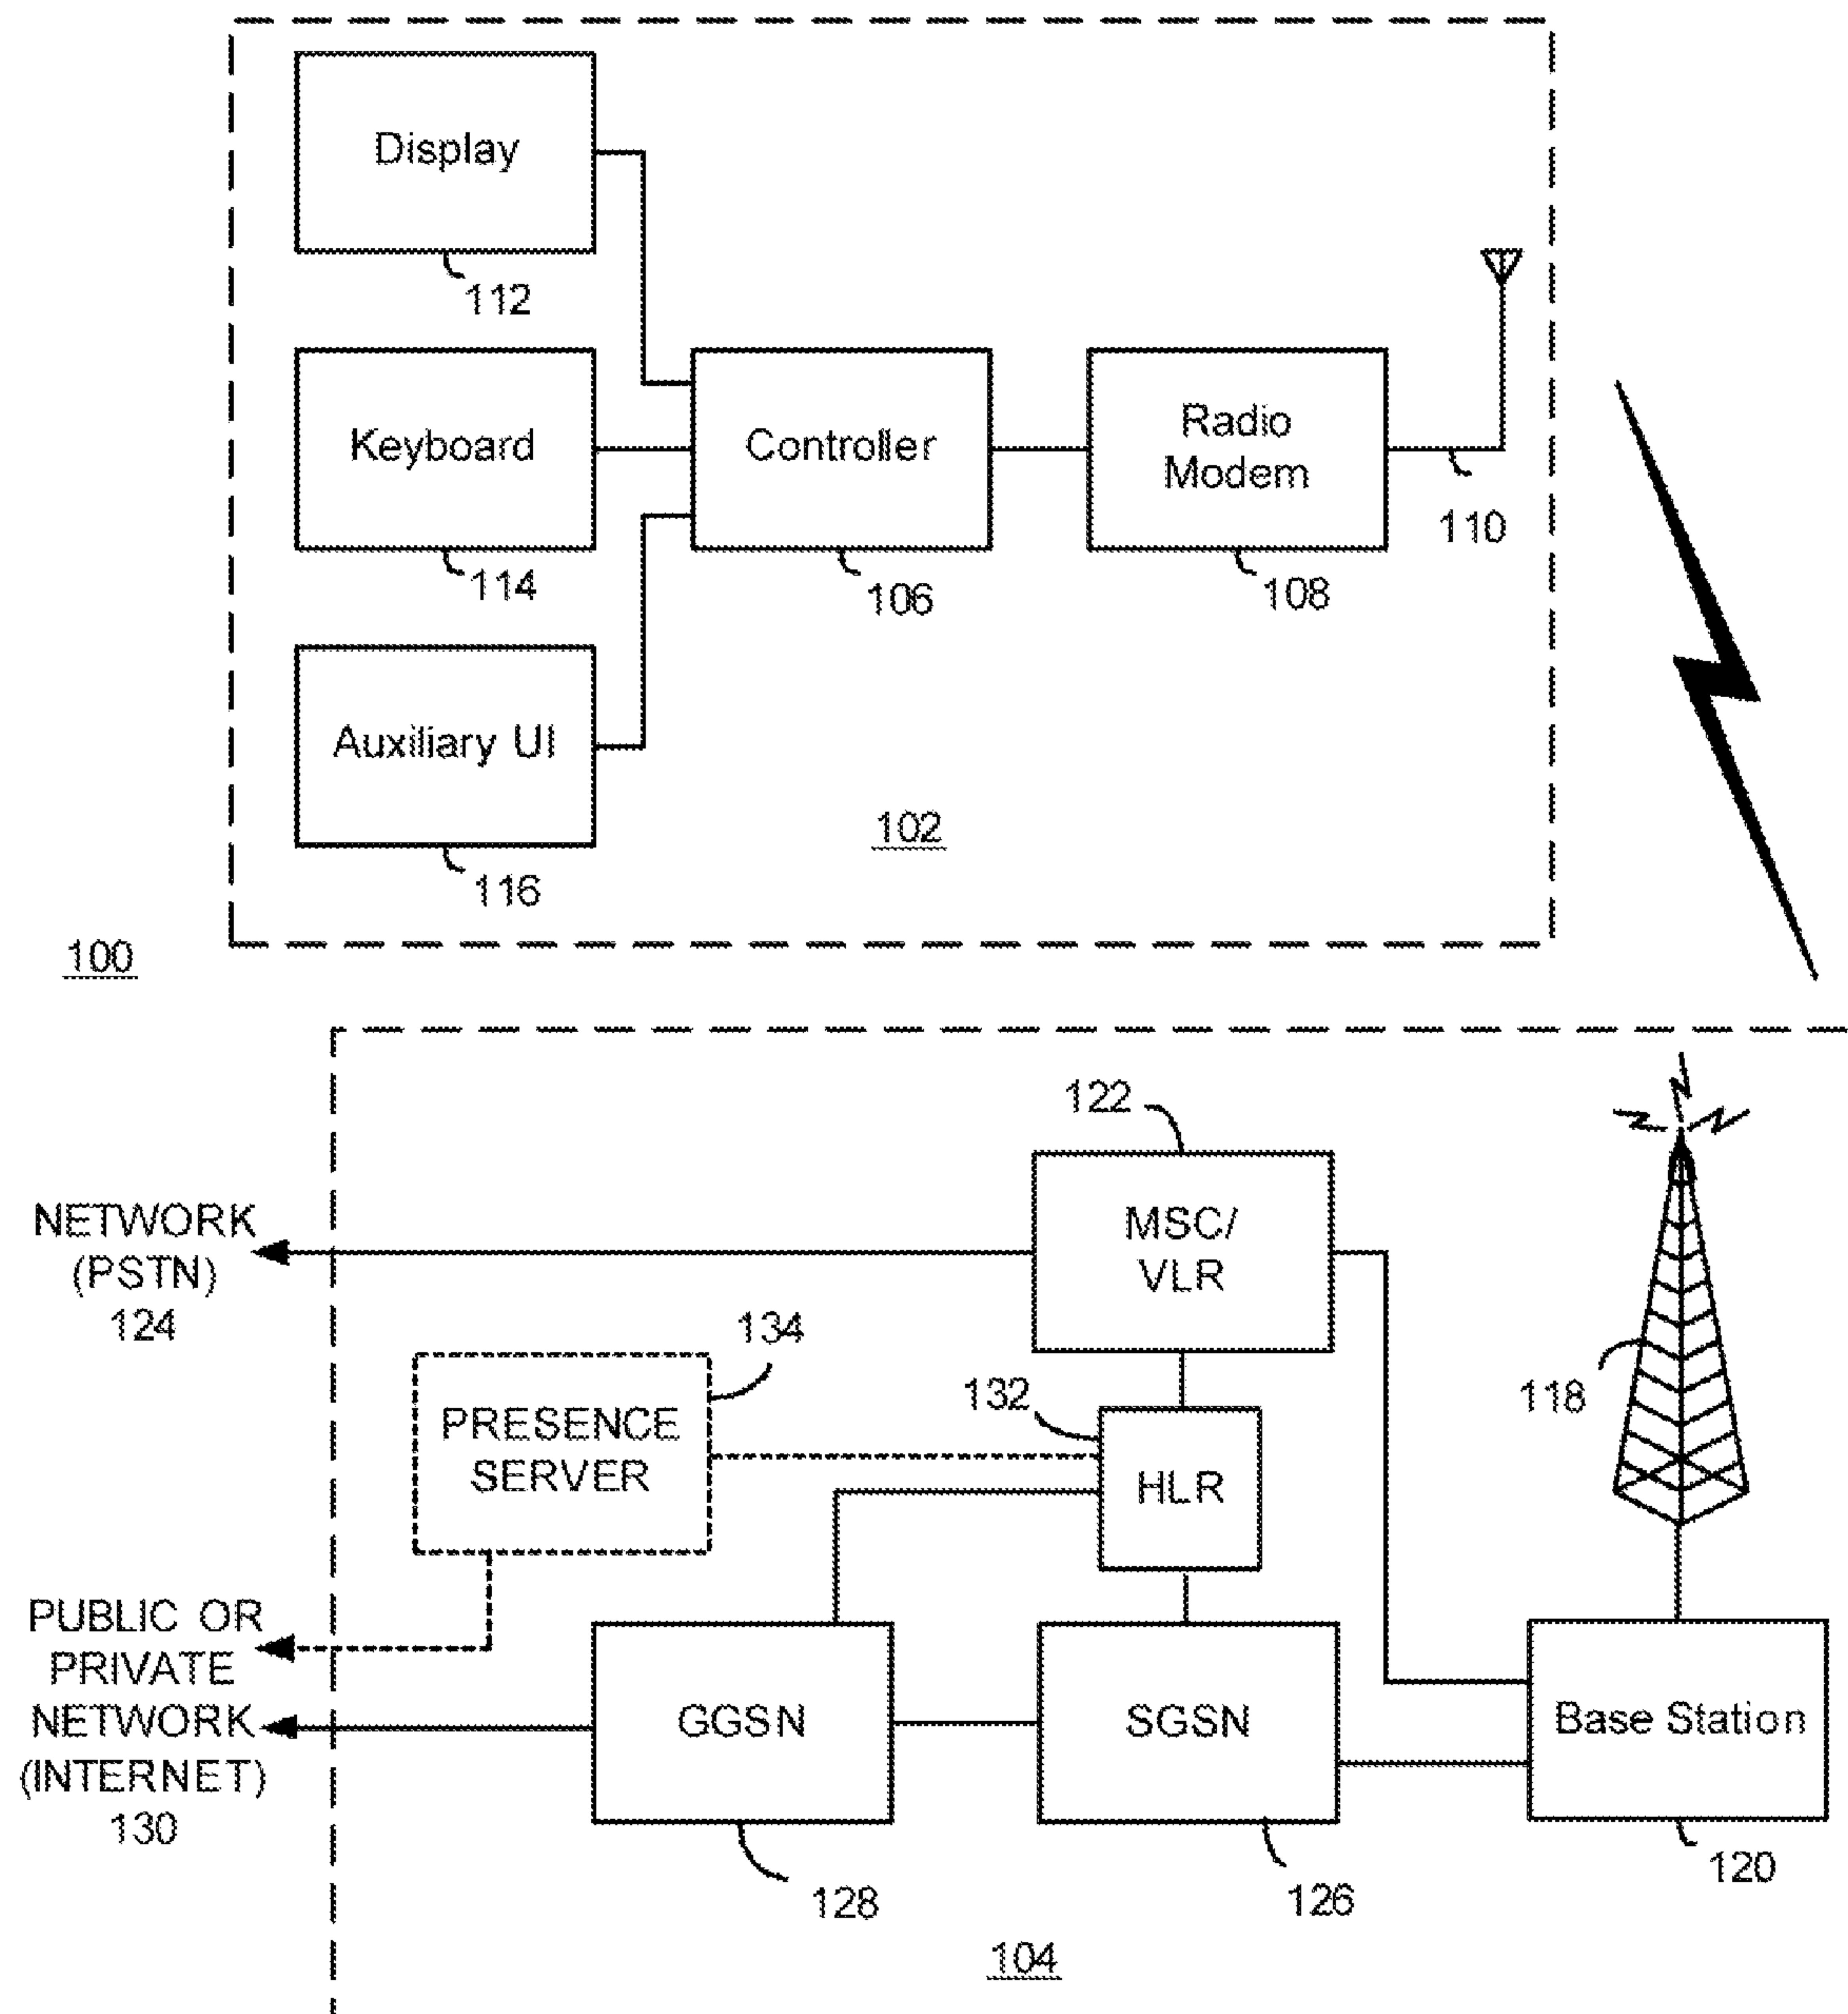 Display
112
Keyboard
114
Controller
106
Radio
Modem
108
110
Auxiliary UI
116
102
100
122
MSC/
VLR
NETWORK
(PSTN)
124
134
PRESENCE
SERVER
132
HLR
118
PUBLIC OR
PRIVATE
NETWORK
(INTERNET)
130
GGSN
128
SGSN
126
Base Station
120
104